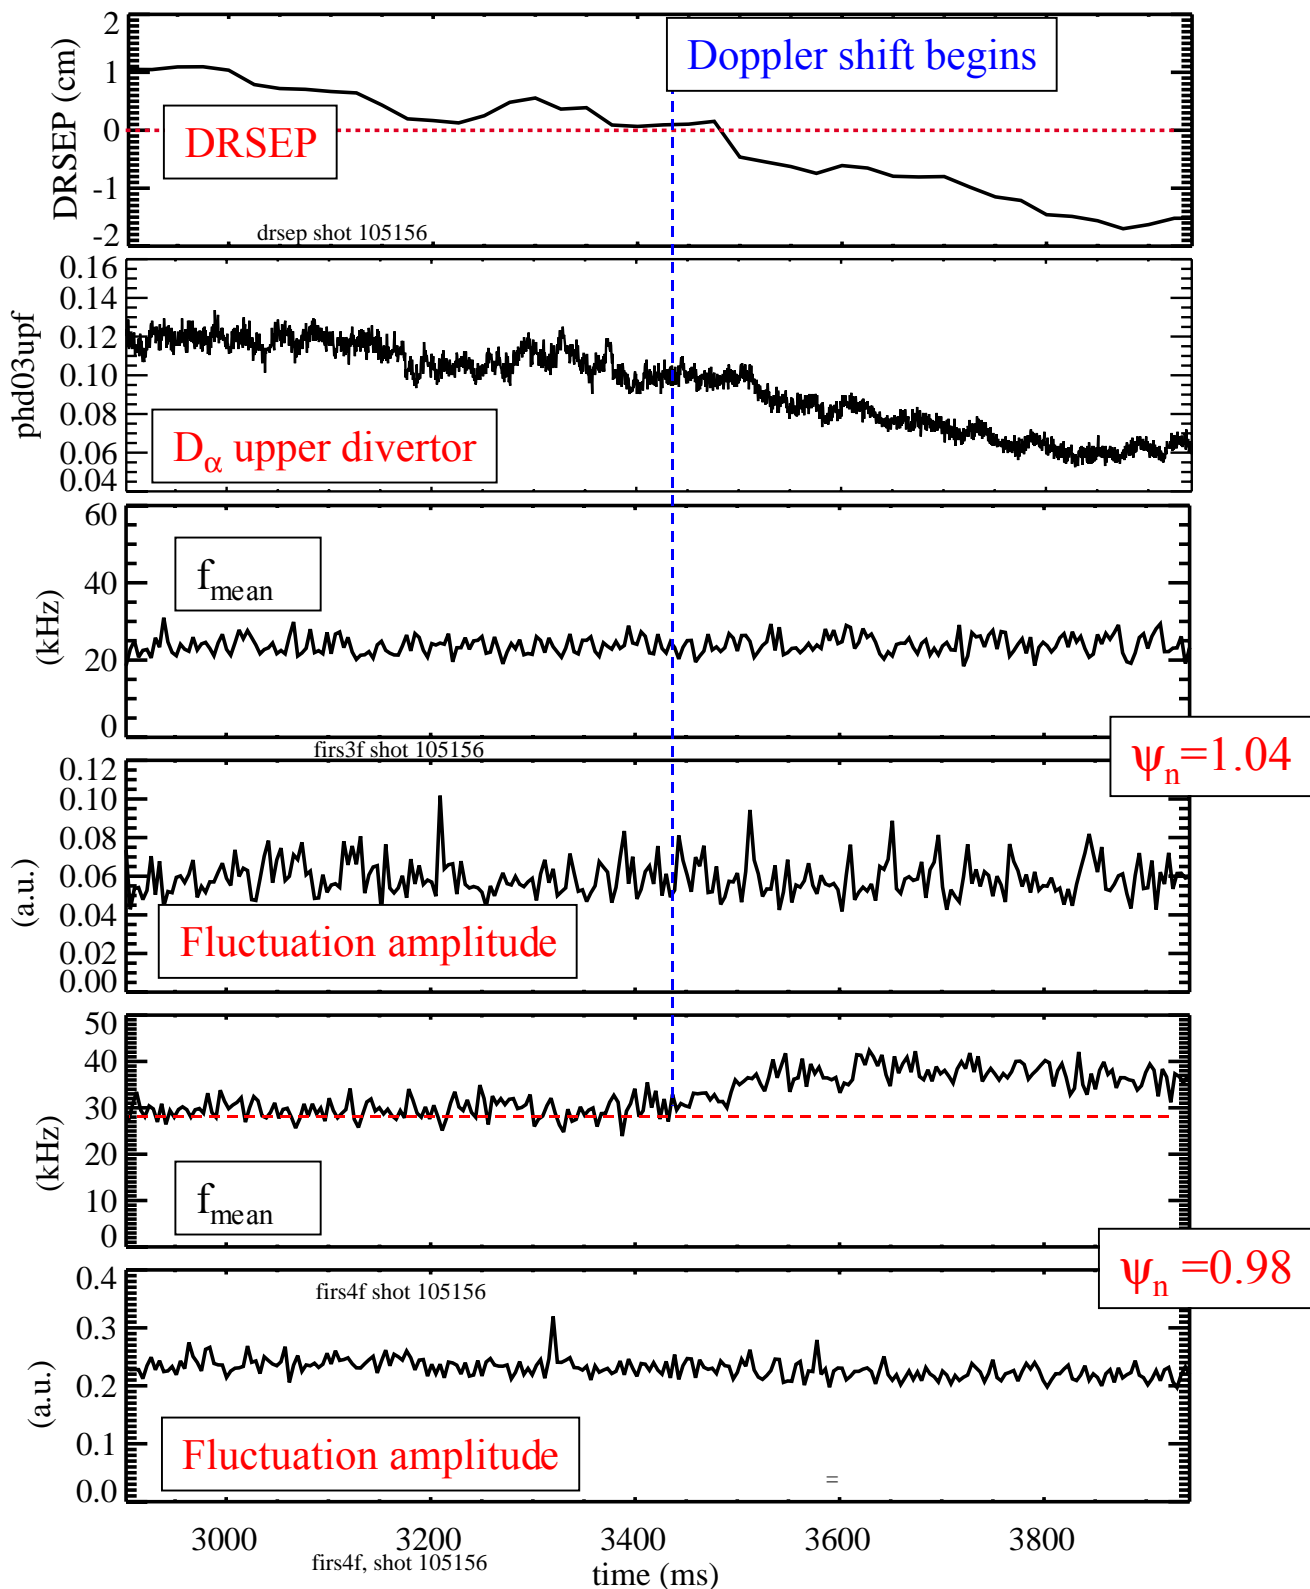 2
1
0
-1
-2
DRSEP (cm)
Doppler shift begins
DRSEP
drsep shot 105156
0.16
0.14
0.12
0.10
0.08
0.06
0.04
phd03upf
Dα upper divertor
60
40
20
0
(kHz)
fmean
firs3f shot 105156
ψn=1.04
0.12
0.10
0.08
0.06
0.04
0.02
0.00
(a.u.)
Fluctuation amplitude
50
40
30
20
10
0
(kHz)
fmean
ψn =0.98
firs4f shot 105156
0.4
0.3
0.2
0.1
0.0
(a.u.)
Fluctuation amplitude
=
3000 3200 3400 3600 3800
firs4f, shot 105156
time (ms)